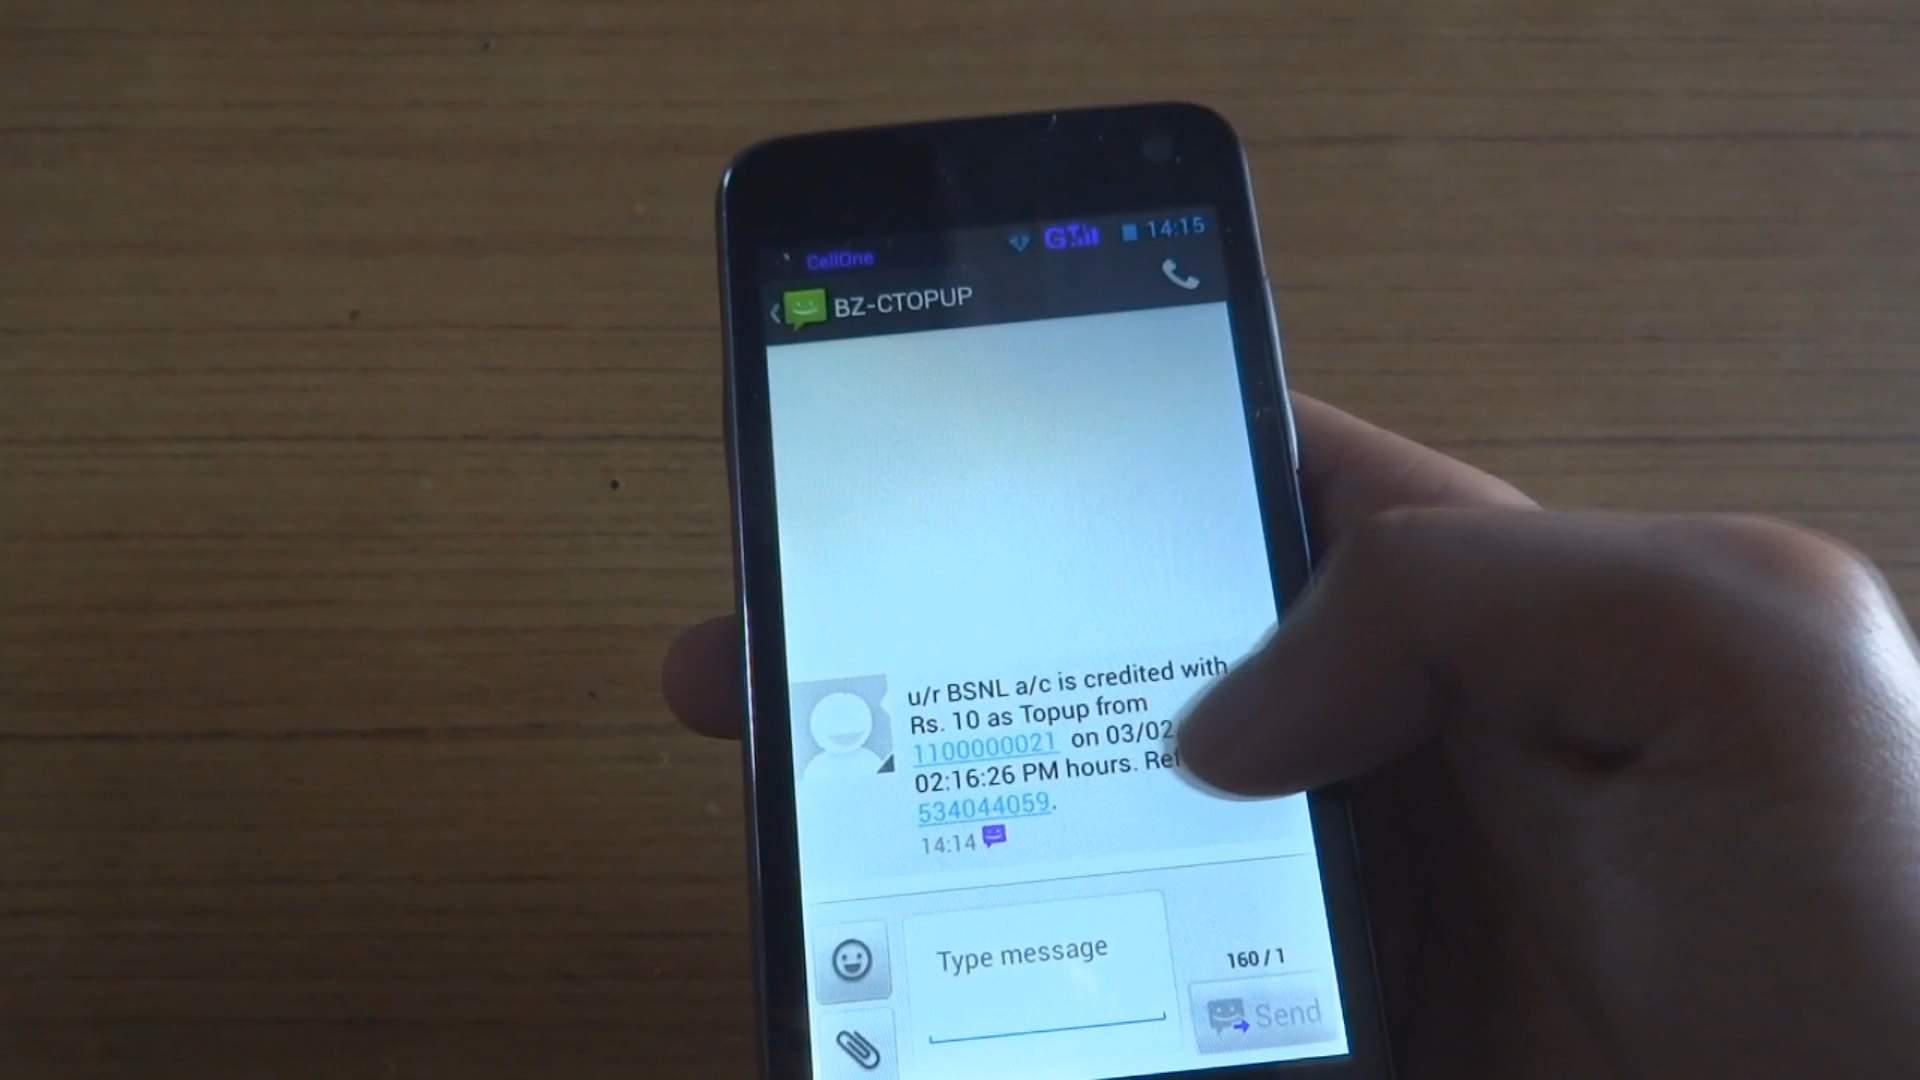 CellOne
G 14:15
BZ-CTOPUP
u/r BSNL a/c is credited with
Rs. 10 as Topup from
1100000021 on 03/02
02:16:26 PM hours. Ref
534044059.
14:14
Type message
160/1
Send